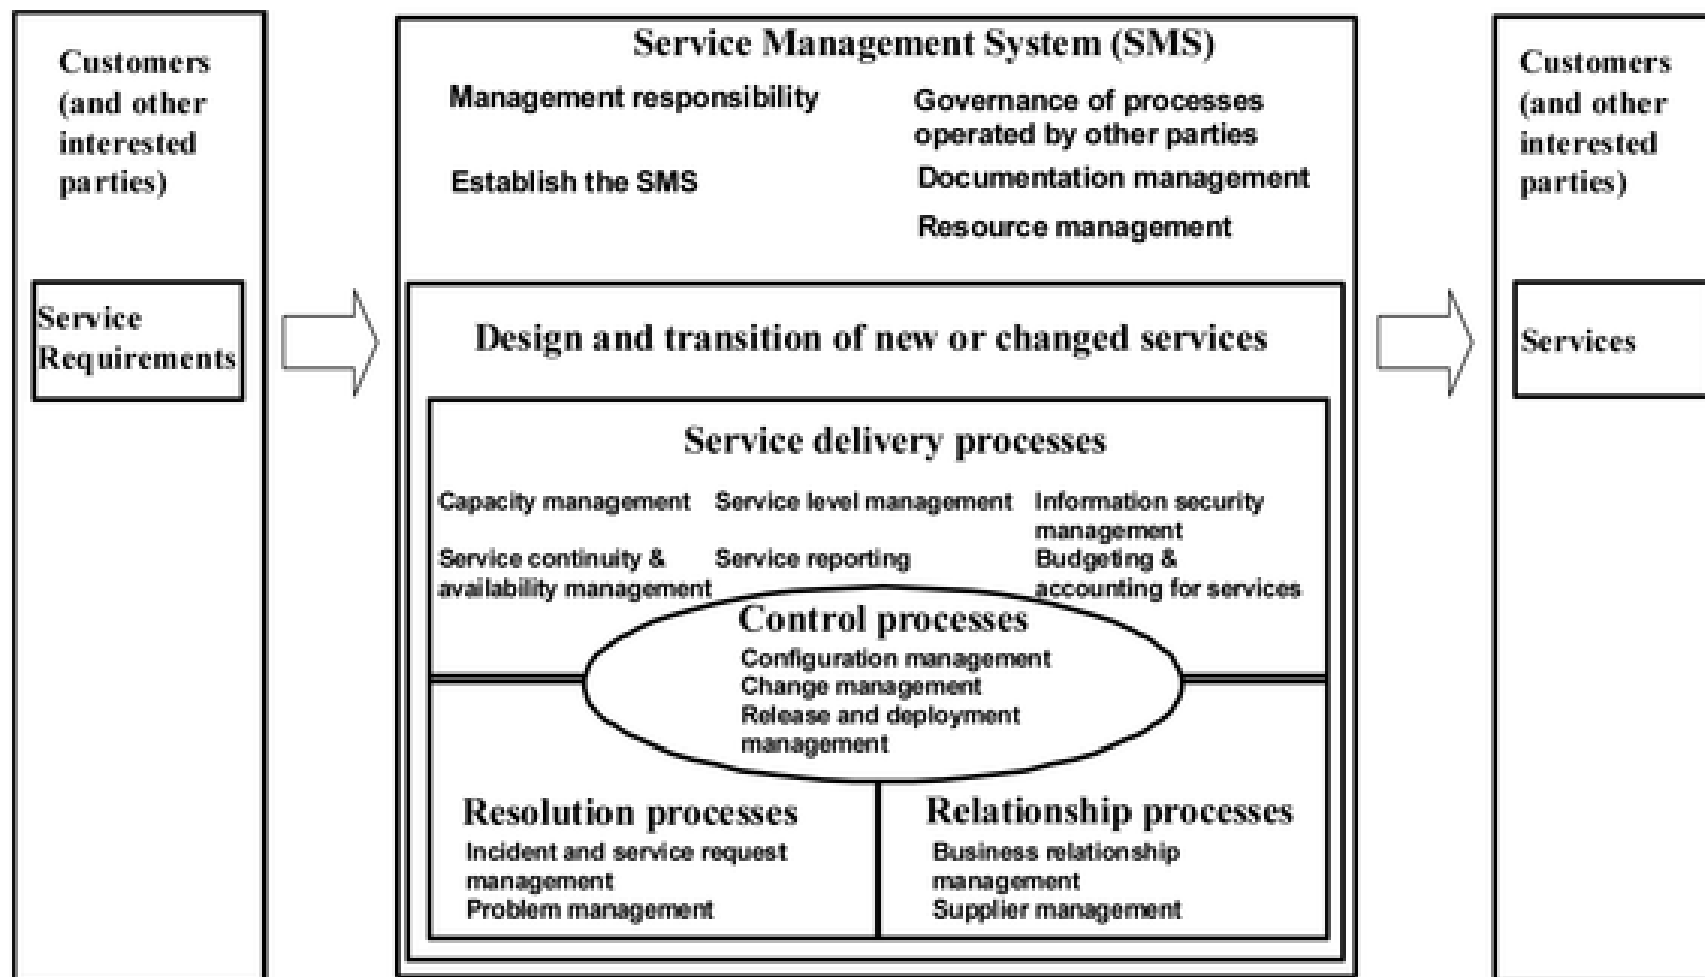 Customers
(and other
interested
parties)
Service
Requirements
Service Management System (SMS)
Management responsibility
Establish the SMS
Governance of processes
operated by other parties
Documentation management
Resource management
Design and transition of new or changed services
Service delivery processes
Capacity management
Service continuity &
availability management
Service level management
Service reporting
Information security
management
Budgeting &
accounting for services
Control processes
Configuration management
Change management
Release and deployment
management
Resolution processes
Incident and service request
management
Problem management
Relationship processes
Business relationship
management
Supplier management
Customers
(and other
interested
parties)
Services